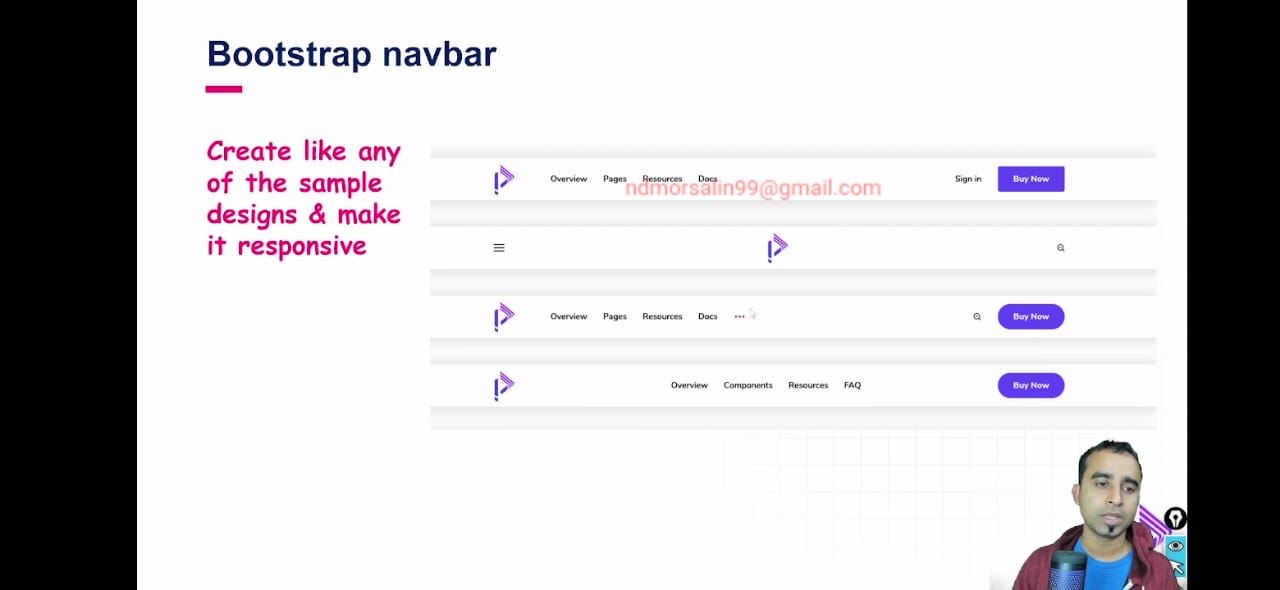 Bootstrap navbar
Create like any
of the sample
designs & make
it responsive
Overview Pages Resources Docs Sign in Buy Now
ndmorsalin99@gmail.com
Overview Pages Resources Docs ... Buy Now
Overview Components Resources FAQ Buy Now